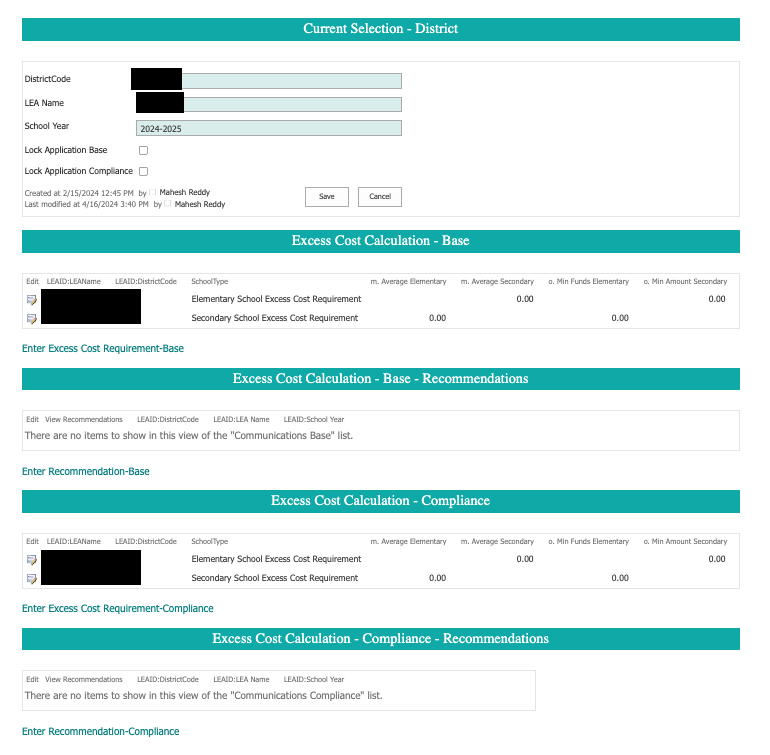 Current Selection - District
DistrictCode
LEA Name
School Year 2024-2025
Lock Application Base
Lock Application Compliance
Created at 2/15/2024 12:45 PM by Mahesh Reddy
Last modified at 4/16/2024 3:40 PM by Mahesh Reddy
Save Cancel
Excess Cost Calculation - Base
Edit LEAID:LEAName LEAID:DistrictCode SchoolType m. Average Elementary m. Average Secondary o. Min Funds Elementary o. Min Amount Secondary
Elementary School Excess Cost Requirement 0.00 0.00
Secondary School Excess Cost Requirement 0.00 0.00
Enter Excess Cost Requirement-Base
Excess Cost Calculation - Base - Recommendations
Edit View Recommendations LEAID:DistrictCode LEAID:LEA Name LEAID:School Year
There are no items to show in this view of the "Communications Base" list.
Enter Recommendation-Base
Excess Cost Calculation - Compliance
Edit LEAID:LEAName LEAID:DistrictCode SchoolType m. Average Elementary m. Average Secondary o. Min Funds Elementary o. Min Amount Secondary
Elementary School Excess Cost Requirement 0.00 0.00
Secondary School Excess Cost Requirement 0.00 0.00
Enter Excess Cost Requirement-Compliance
Excess Cost Calculation - Compliance - Recommendations
Edit View Recommendations LEAID:DistrictCode LEAID:LEA Name LEAID:School Year
There are no items to show in this view of the "Communications Compliance" list.
Enter Recommendation-Compliance